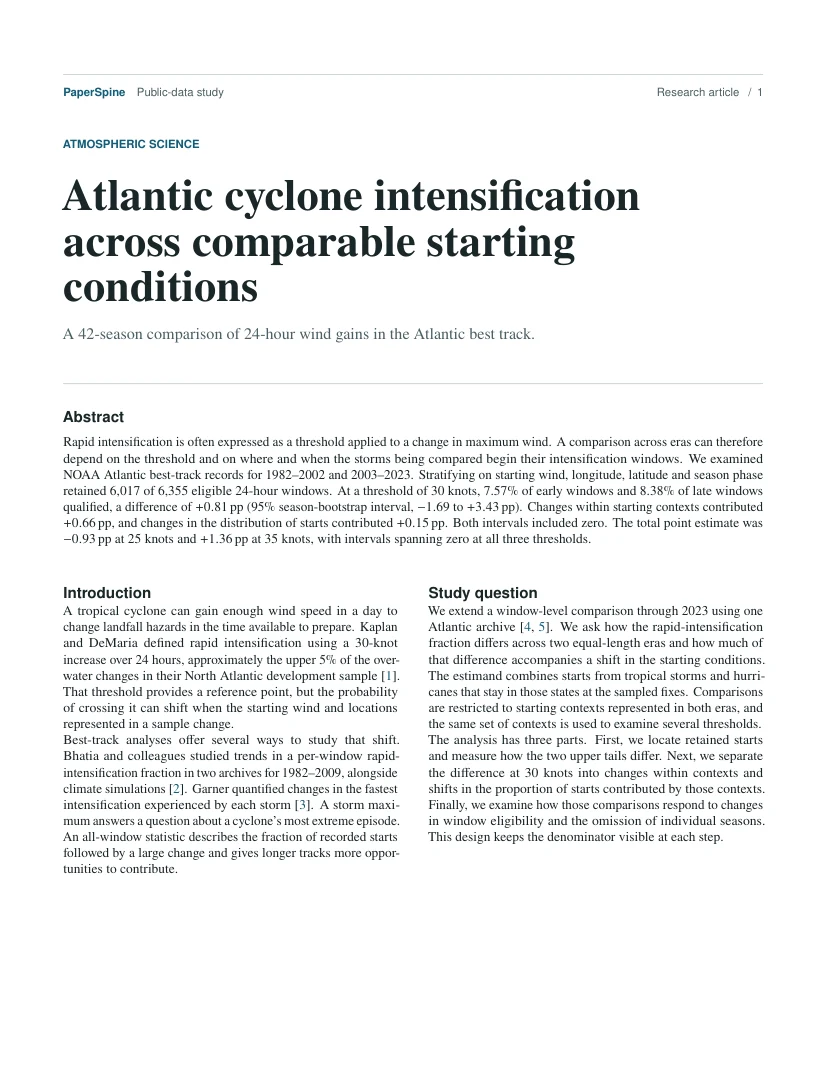 PaperSpine Public-data study
Research article / 1
ATMOSPHERIC SCIENCE
Atlantic cyclone intensification
across comparable starting
conditions
A 42-season comparison of 24-hour wind gains in the Atlantic best track.
Abstract
Rapid intensification is often expressed as a threshold applied to a change in maximum wind. A comparison across eras can therefore
depend on the threshold and on where and when the storms being compared begin their intensification windows. We examined
NOAA Atlantic best-track records for 1982–2002 and 2003–2023. Stratifying on starting wind, longitude, latitude and season phase
retained 6,017 of 6,355 eligible 24-hour windows. At a threshold of 30 knots, 7.57% of early windows and 8.38% of late windows
qualified, a difference of +0.81 pp (95% season-bootstrap interval, −1.69 to +3.43 pp). Changes within starting contexts contributed
+0.66 pp, and changes in the distribution of starts contributed +0.15 pp. Both intervals included zero. The total point estimate was
−0.93 pp at 25 knots and +1.36 pp at 35 knots, with intervals spanning zero at all three thresholds.
Introduction
A tropical cyclone can gain enough wind speed in a day to
change landfall hazards in the time available to prepare. Kaplan
and DeMaria defined rapid intensification using a 30-knot
increase over 24 hours, approximately the upper 5% of the over-
water changes in their North Atlantic development sample [1].
That threshold provides a reference point, but the probability
of crossing it can shift when the starting wind and locations
represented in a sample change.
Best-track analyses offer several ways to study that shift.
Bhatia and colleagues studied trends in a per-window rapid-
intensification fraction in two archives for 1982–2009, alongside
climate simulations [2]. Garner quantified changes in the fastest
intensification experienced by each storm [3]. A storm maxi-
mum answers a question about a cyclone's most extreme episode.
An all-window statistic describes the fraction of recorded starts
followed by a large change and gives longer tracks more oppor-
tunities to contribute.
Study question
We extend a window-level comparison through 2023 using one
Atlantic archive [4, 5]. We ask how the rapid-intensification
fraction differs across two equal-length eras and how much of
that difference accompanies a shift in the starting conditions.
The estimand combines starts from tropical storms and hurri-
canes that stay in those states at the sampled fixes. Comparisons
are restricted to starting contexts represented in both eras, and
the same set of contexts is used to examine several thresholds.
The analysis has three parts. First, we locate retained starts
and measure how the two upper tails differ. Next, we separate
the difference at 30 knots into changes within contexts and
shifts in the proportion of starts contributed by those contexts.
Finally, we examine how those comparisons respond to changes
in window eligibility and the omission of individual seasons.
This design keeps the denominator visible at each step.